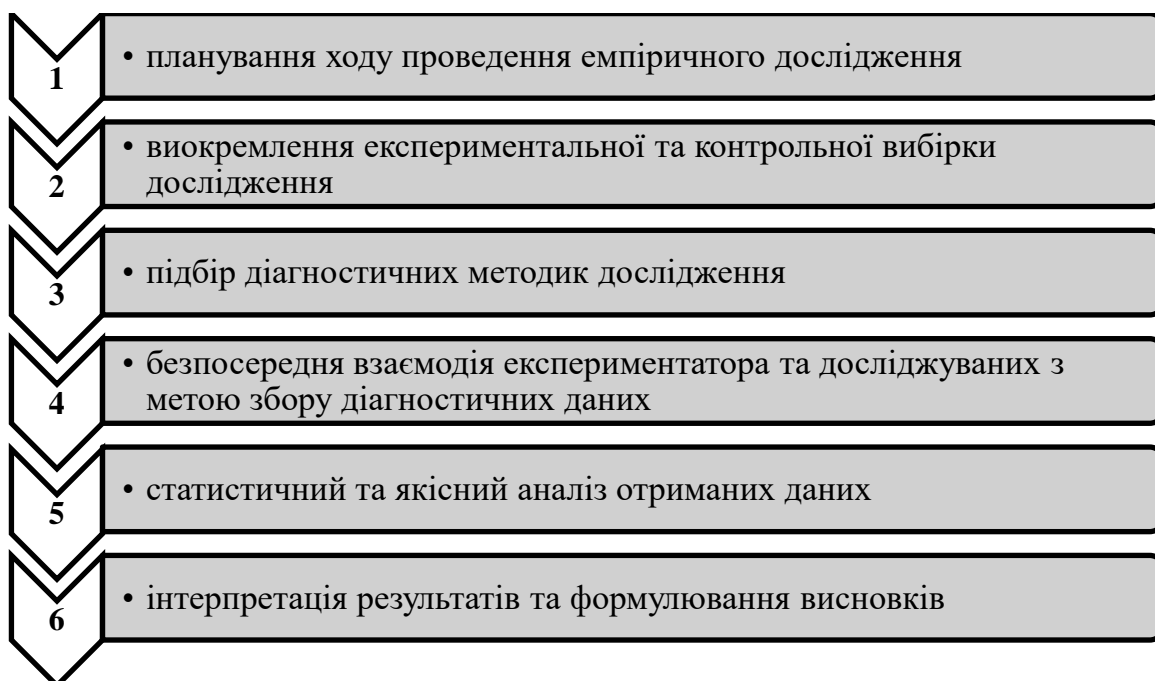 1
• планування ходу проведення емпіричного дослідження
2
• виокремлення експериментальної та контрольної вибірки
дослідження
3
• підбір діагностичних методик дослідження
4
• безпосередня взаємодія експериментатора та досліджуваних з
метою збору діагностичних даних
5
• статистичний та якісний аналіз отриманих даних
6
• інтерпретація результатів та формулювання висновків